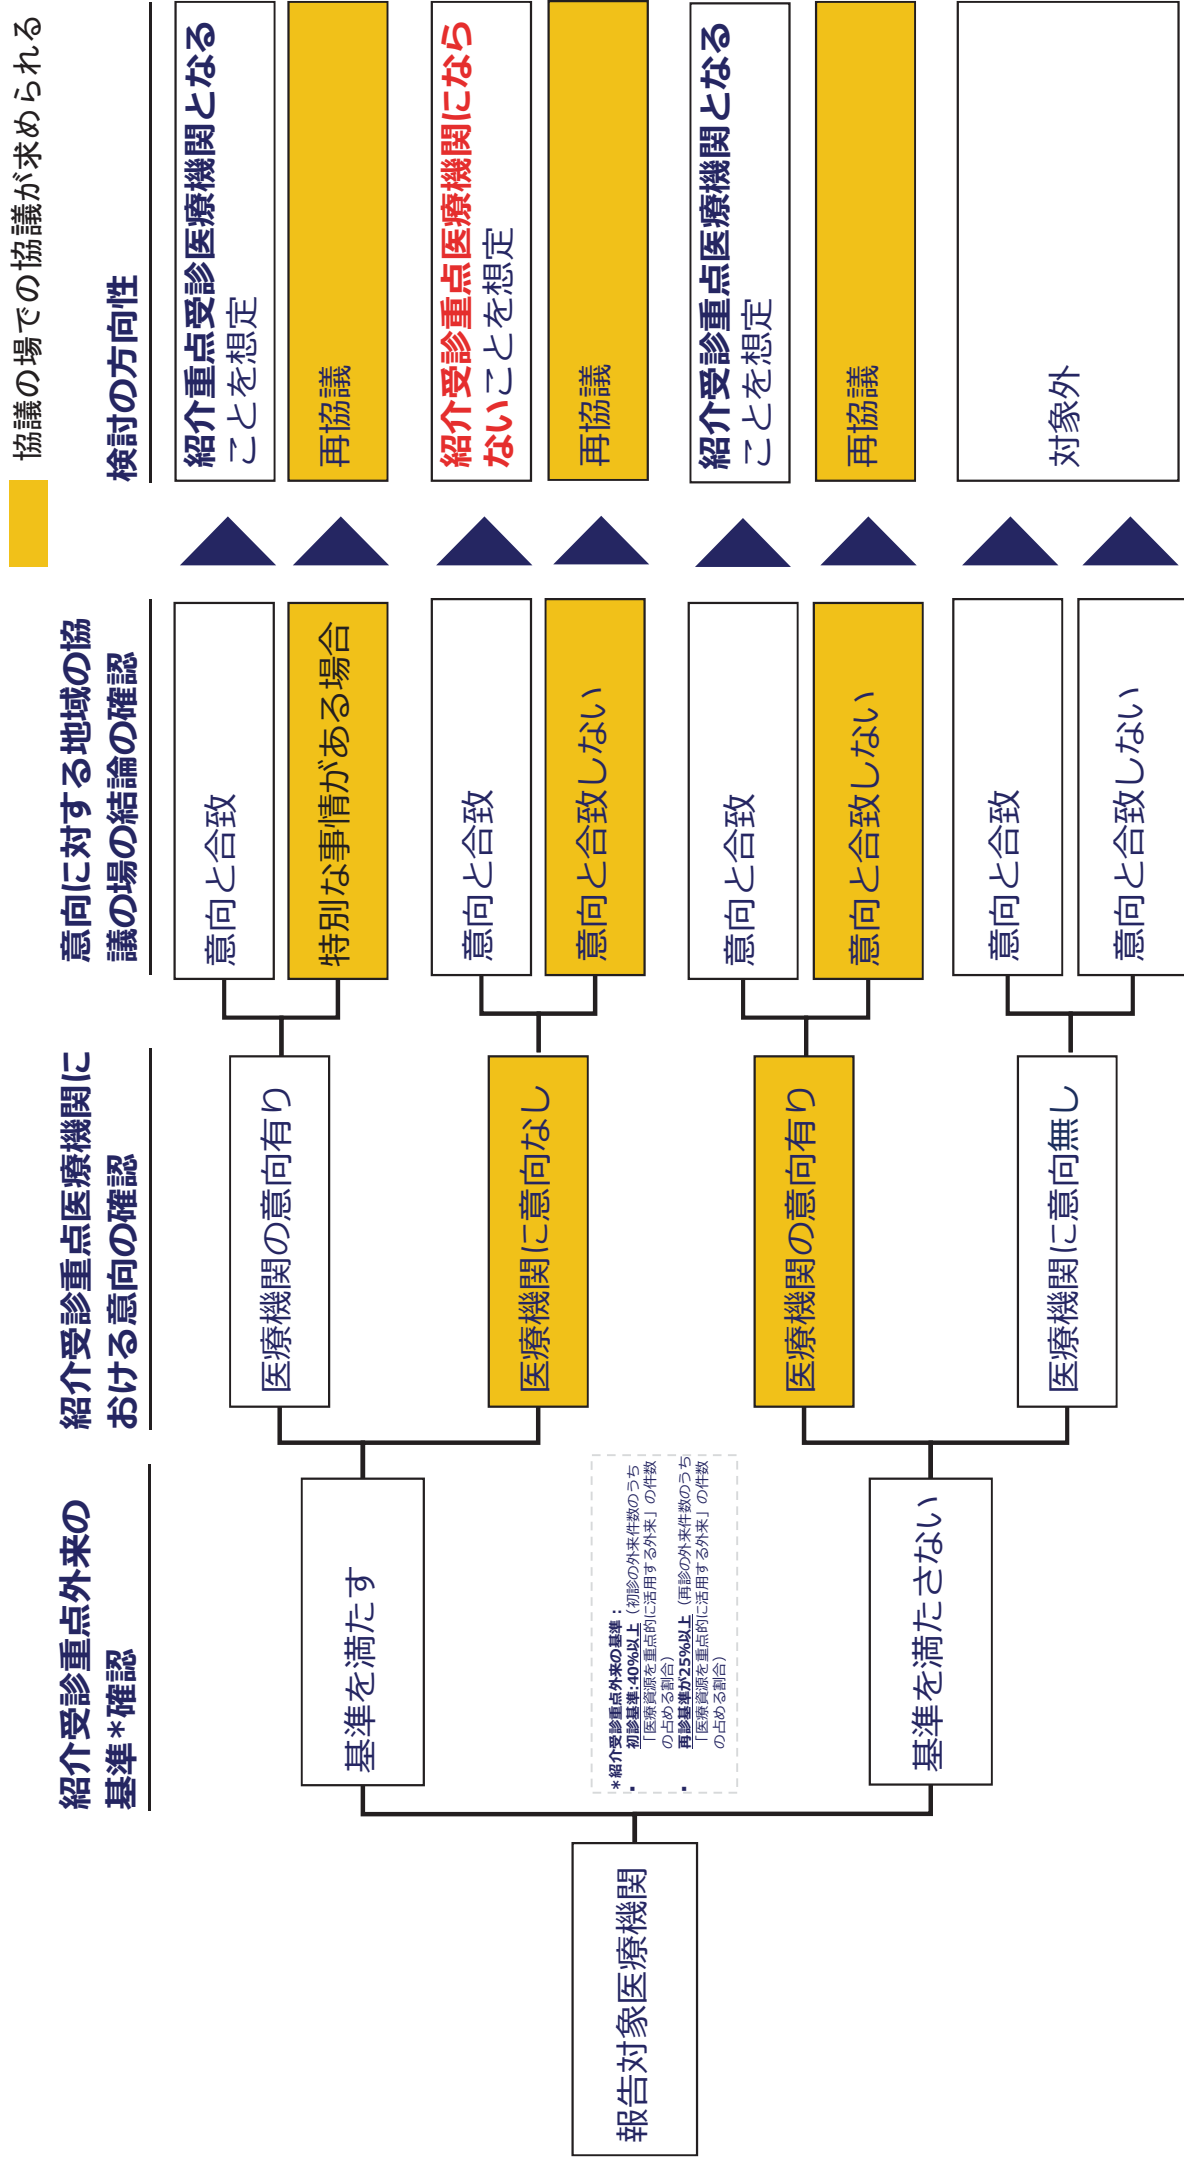 協議の場での協議が求められる
紹介受診重点外来の
基準*確認
紹介受診重点医療機関に
おける意向の確認
意向に対する地域の協
議の場の結論の確認
検討の方向性
報告対象医療機関
基準を満たす
医療機関の意向有り
意向と合致
紹介重点受診医療機関となる
ことを想定
特別な事情がある場合
再協議
医療機関に意向なし
意向と合致
紹介受診重点医療機関になら
ないことを想定
意向と合致しない
再協議
*紹介受診重点外来の基準：
・ 初診基準:40%以上（初診の外来件数のうち
「医療資源を重点的に活用する外来」の件数
の占める割合）
・ 再診基準が25%以上（再診の外来件数のうち
「医療資源を重点的に活用する外来」の件数
の占める割合）
基準を満たさない
医療機関の意向有り
意向と合致
紹介受診重点医療機関となる
ことを想定
意向と合致しない
再協議
医療機関に意向無し
意向と合致
意向と合致しない
対象外